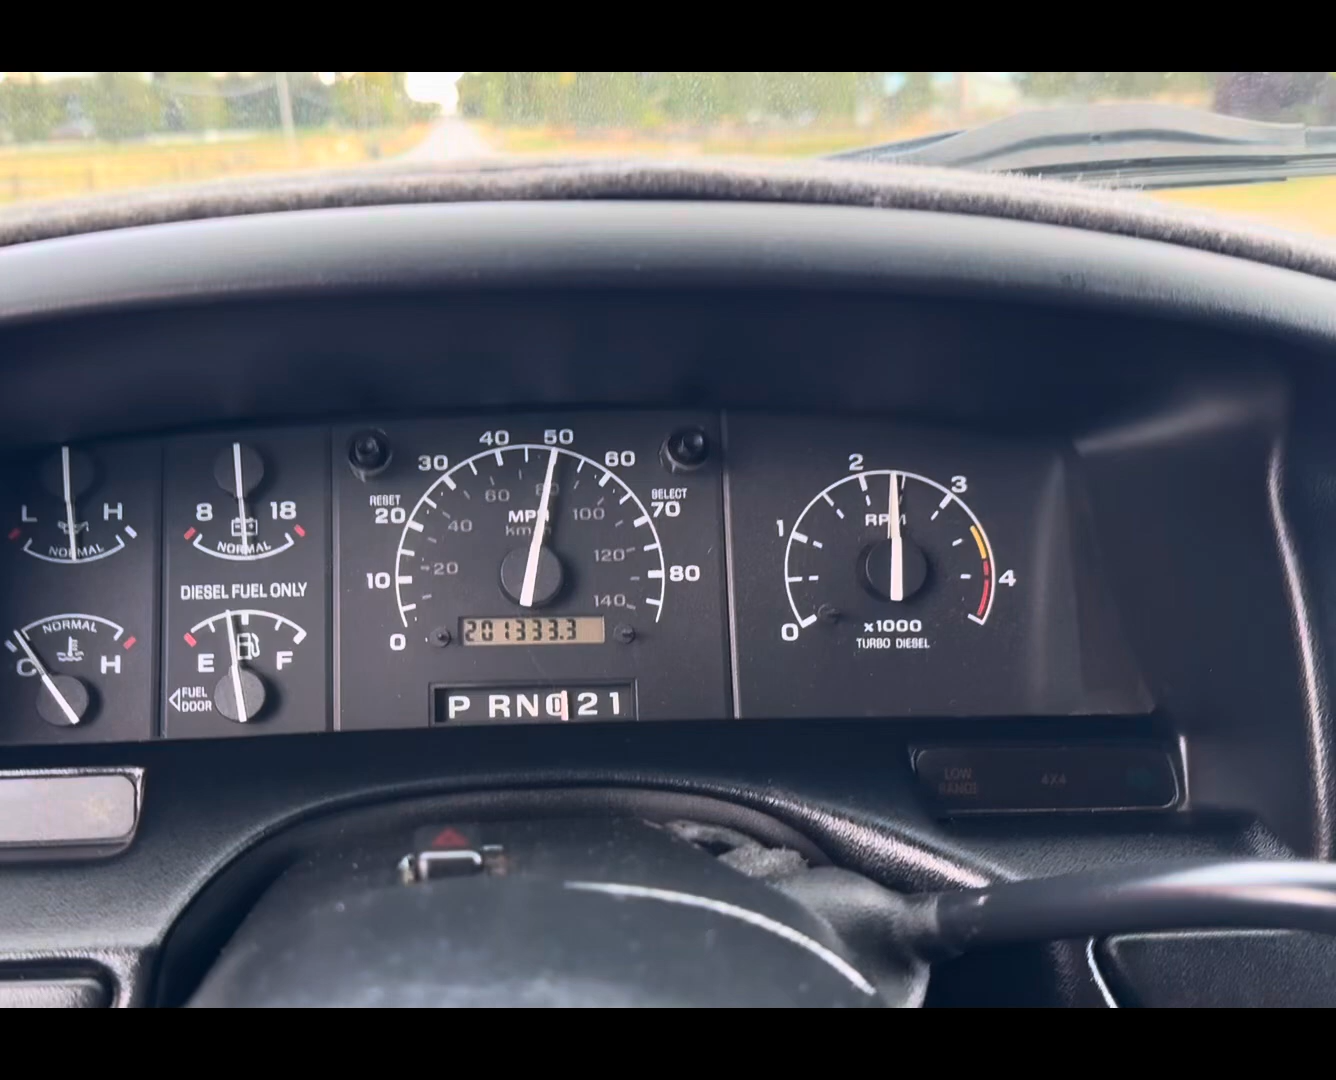 L H
NORMAL
8 18
NORMAL
DIESEL FUEL ONLY
NORMAL
C H
E F
FUEL
DOOR
RESET
SELECT
0 10 20 30 40 50 60 70 80
MPH
km/h
20 40 60 80 100 120 140
201333.3
P RN D 2 1
0 1 2 3 4
RPM
x1000
TURBO DIESEL
LOW
RANGE
4X4